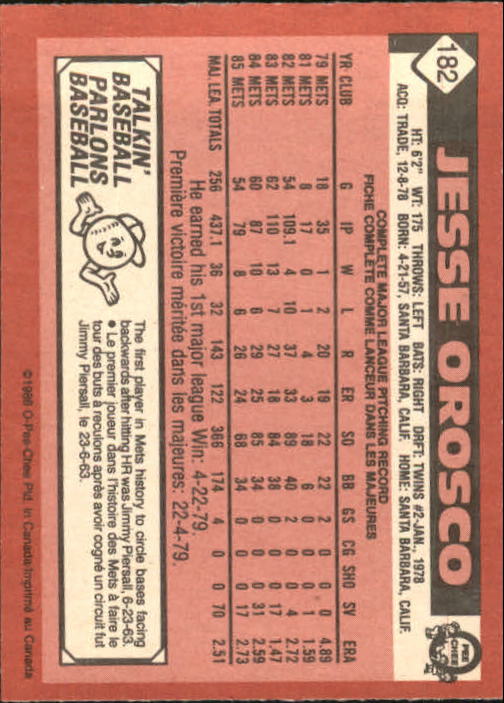 182
JESSE OROSCO
O
PEE
CHEE
HT: 6'2" WT: 175 THROWS: LEFT BATS: RIGHT DRFT: TWINS #2-JAN., 1978
ACQ: TRADE, 12-8-78 BORN: 4-21-57, SANTA BARBARA, CALIF. HOME: SANTA BARBARA, CALIF.
COMPLETE MAJOR LEAGUE PITCHING RECORD
FICHE COMPLÈTE COMME LANCEUR DANS LES MAJEURES
YR CLUB G IP W L R ER SO BB GS CG SHO SV ERA
79 METS 18 35 1 2 20 19 22 22 2 0 0 0 4.89
81 METS 8 17 0 1 4 3 18 6 0 0 0 1 1.59
82 METS 54 109.1 4 10 37 33 89 40 2 0 0 4 2.72
83 METS 62 110 13 7 27 18 84 38 0 0 0 17 1.47
84 METS 60 87 10 6 29 25 85 34 0 0 0 31 2.59
85 METS 54 79 8 6 26 24 68 34 0 0 0 17 2.73
MAJ. LEA. TOTALS 256 437.1 36 32 143 122 366 174 4 0 0 70 2.51
He earned his 1st major league Win: 4-22-79.
Première victoire méritée dans les majeures: 22-4-79.
TALKIN'
BASEBALL
PARLONS
BASEBALL
The first player in Mets history to circle bases facing
backwards after hitting HR was Jimmy Piersall, 6-23-63.
• Le premier joueur dans l'histoire des Mets à faire le
tour des buts à reculons après avoir cogné un circuit fut
Jimmy Piersall, le 23-6-63.
©1986 O-Pee-Chee Ptd. in Canada/Imprimé au Canada